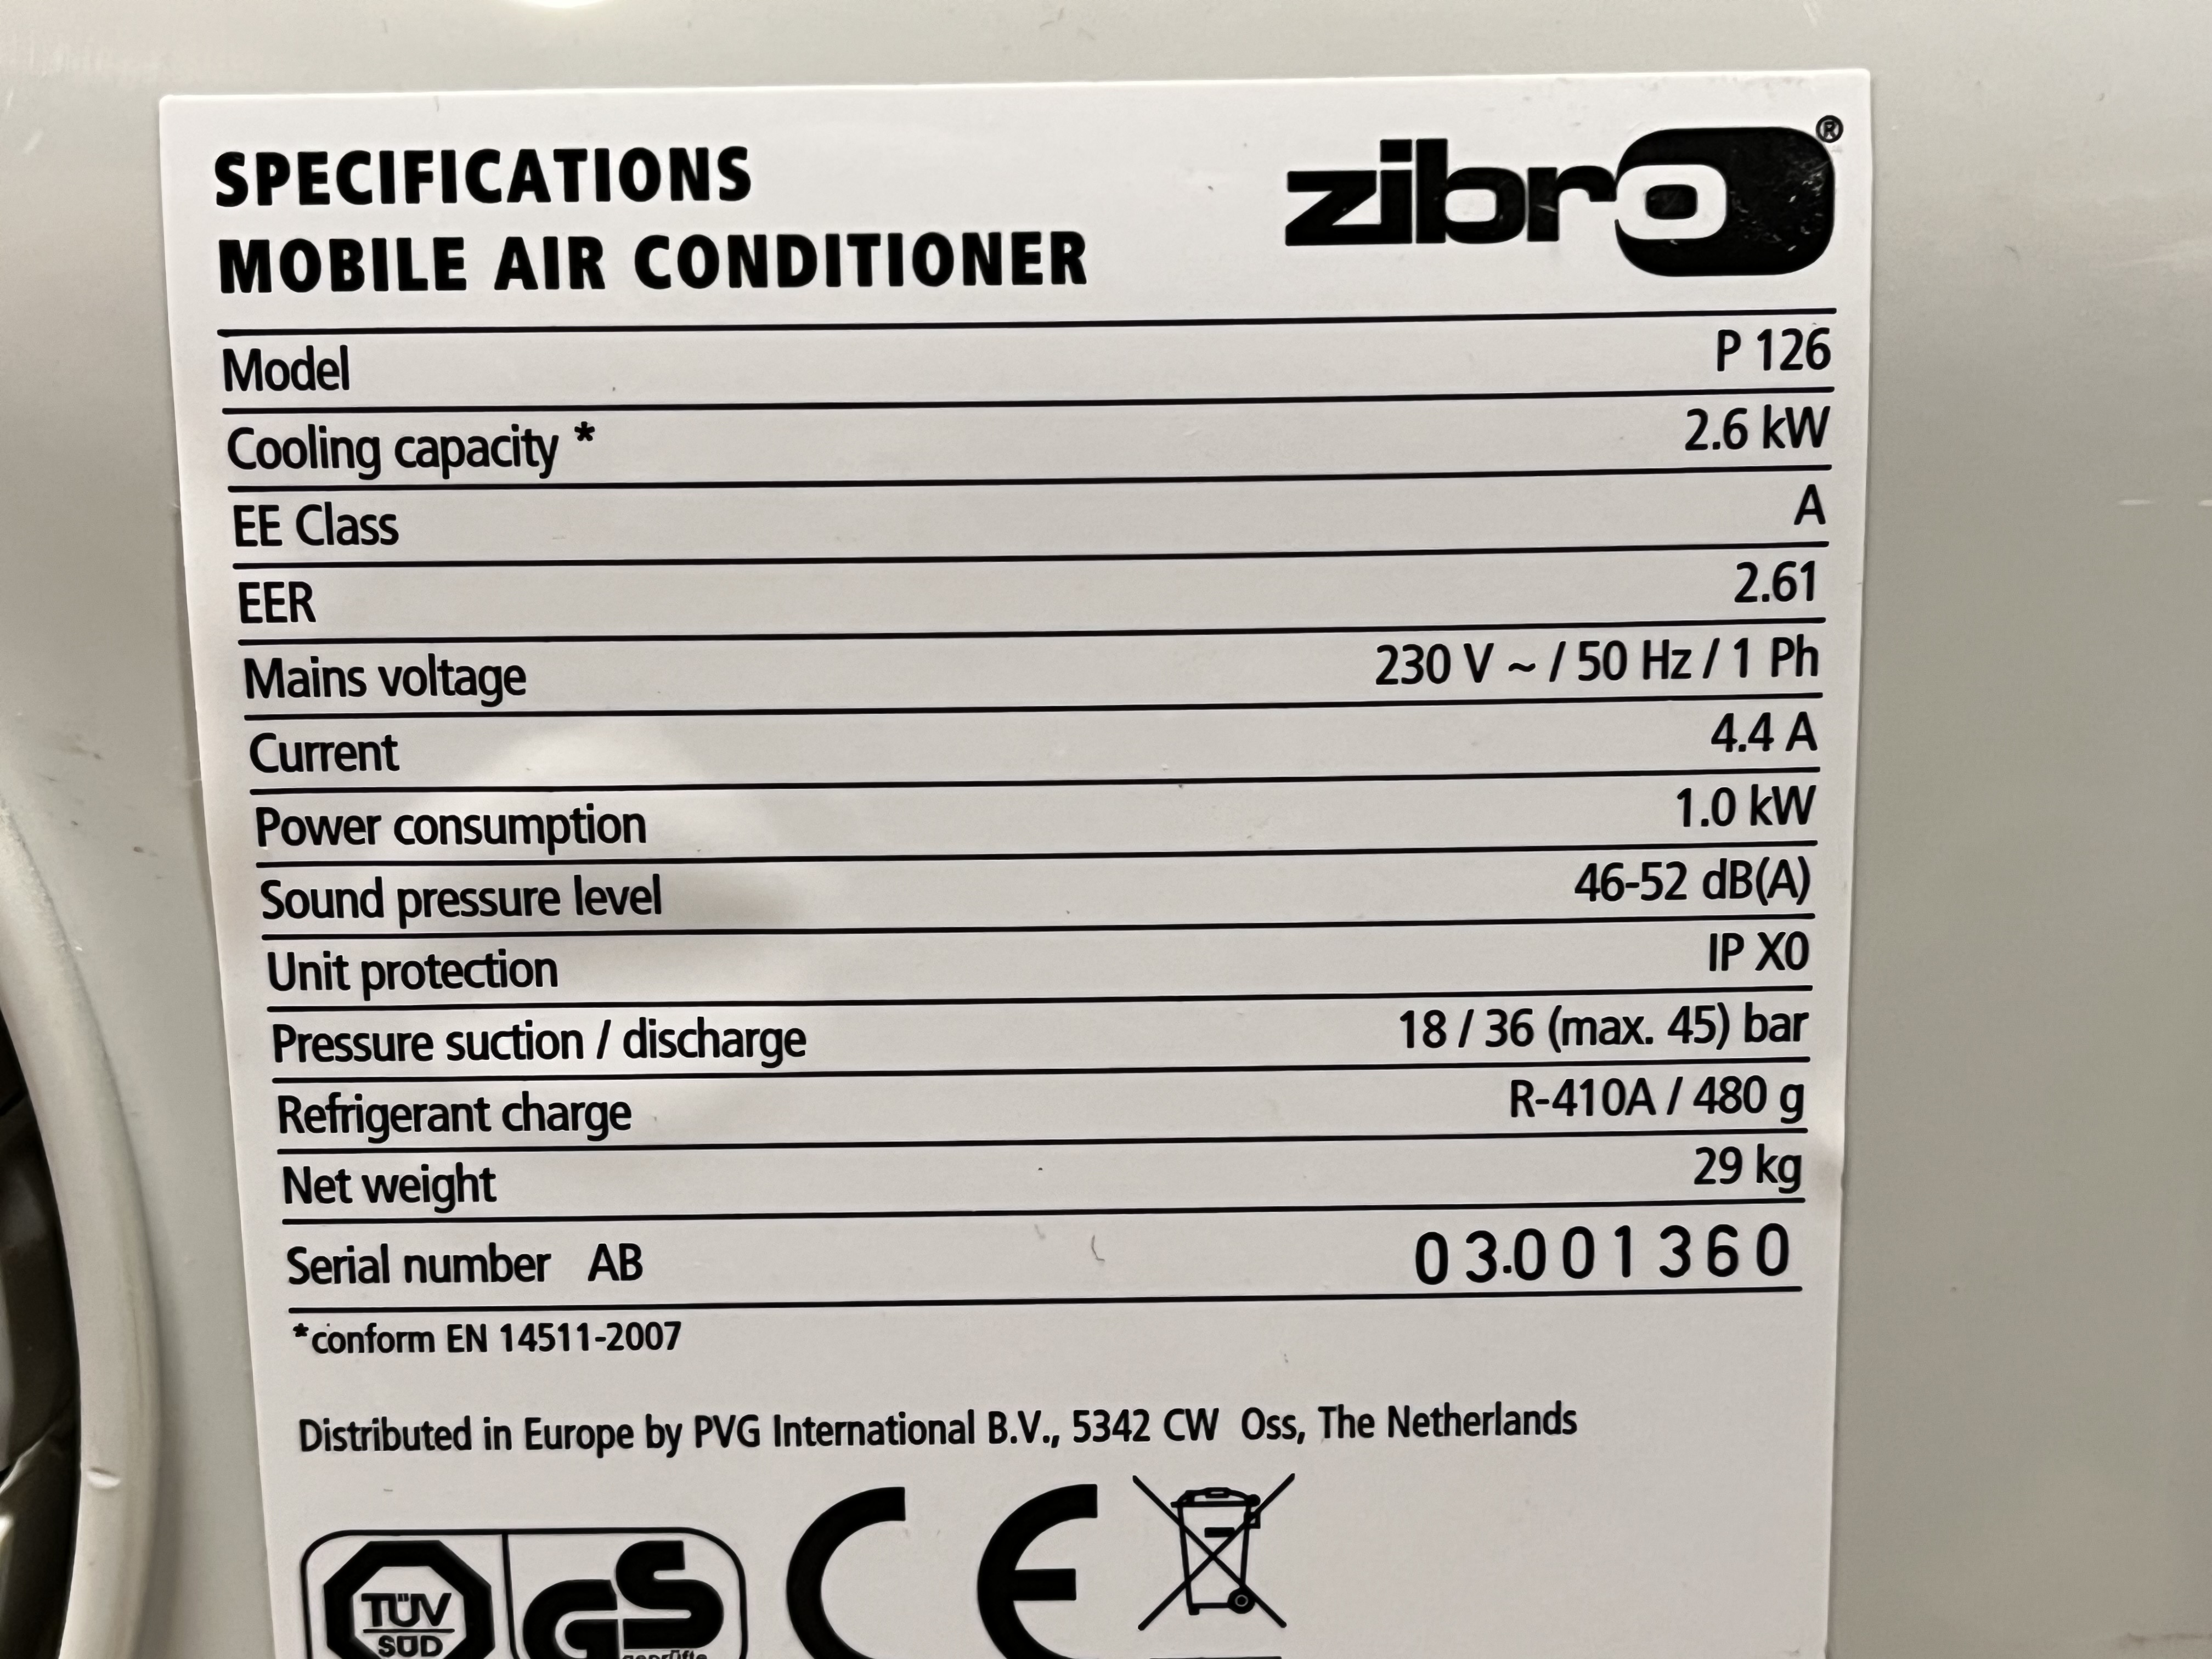 SPECIFICATIONS
MOBILE AIR CONDITIONER
zibro®
Model P 126
Cooling capacity * 2.6 kW
EE Class A
EER 2.61
Mains voltage 230 V ~ / 50 Hz / 1 Ph
Current 4.4 A
Power consumption 1.0 kW
Sound pressure level 46-52 dB(A)
Unit protection IP X0
Pressure suction / discharge 18 / 36 (max. 45) bar
Refrigerant charge R-410A / 480 g
Net weight 29 kg
Serial number AB 03.001360
*conform EN 14511-2007
Distributed in Europe by PVG International B.V., 5342 CW Oss, The Netherlands
TÜV
SÜD
GS
geprüfte
CE